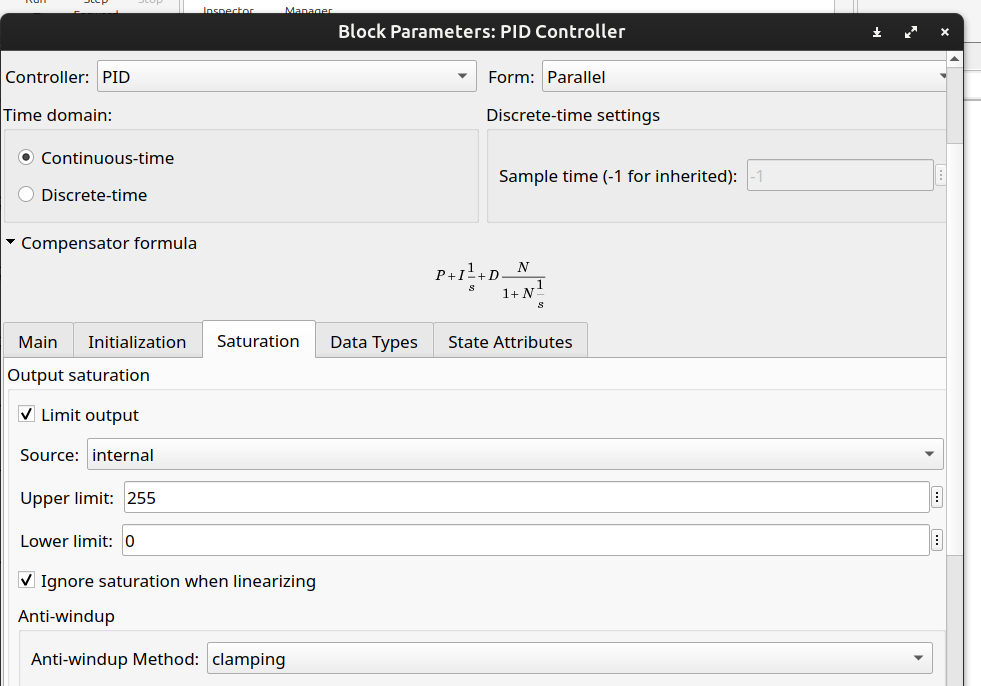 Run Step Stop
Inspector Manager
Forward
Block Parameters: PID Controller
Controller: PID Form: Parallel
Time domain: Discrete-time settings
Continuous-time
Sample time (-1 for inherited): -1
Discrete-time
Compensator formula
P + I 1/s + D N/(1 + N 1/s)
Main Initialization Saturation Data Types State Attributes
Output saturation
Limit output
Source: internal
Upper limit: 255
Lower limit: 0
Ignore saturation when linearizing
Anti-windup
Anti-windup Method: clamping